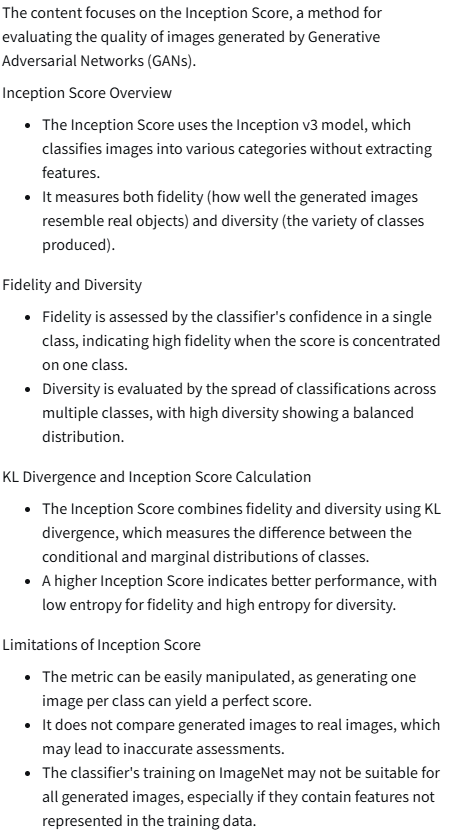 The content focuses on the Inception Score, a method for
evaluating the quality of images generated by Generative
Adversarial Networks (GANs).
Inception Score Overview
• The Inception Score uses the Inception v3 model, which
classifies images into various categories without extracting
features.
• It measures both fidelity (how well the generated images
resemble real objects) and diversity (the variety of classes
produced).
Fidelity and Diversity
• Fidelity is assessed by the classifier's confidence in a single
class, indicating high fidelity when the score is concentrated
on one class.
• Diversity is evaluated by the spread of classifications across
multiple classes, with high diversity showing a balanced
distribution.
KL Divergence and Inception Score Calculation
• The Inception Score combines fidelity and diversity using KL
divergence, which measures the difference between the
conditional and marginal distributions of classes.
• A higher Inception Score indicates better performance, with
low entropy for fidelity and high entropy for diversity.
Limitations of Inception Score
• The metric can be easily manipulated, as generating one
image per class can yield a perfect score.
• It does not compare generated images to real images, which
may lead to inaccurate assessments.
• The classifier's training on ImageNet may not be suitable for
all generated images, especially if they contain features not
represented in the training data.